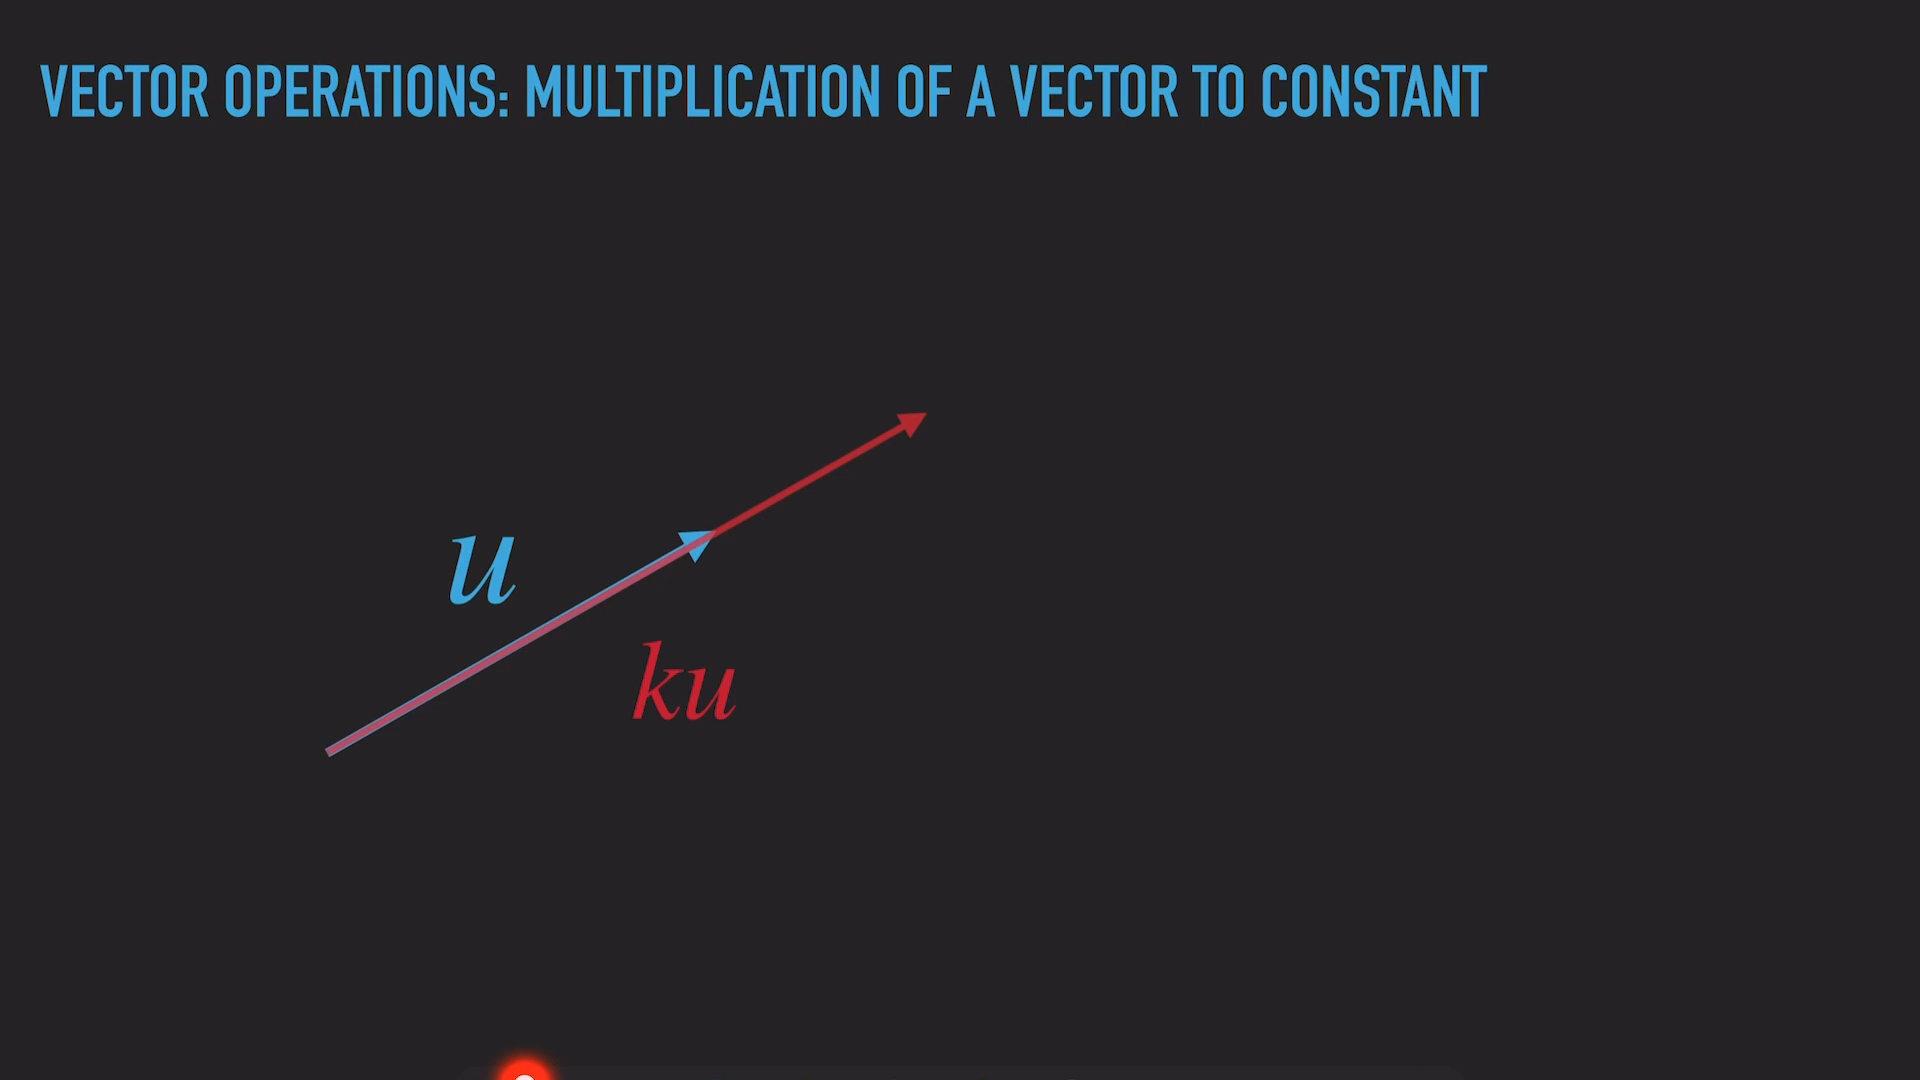 VECTOR OPERATIONS: MULTIPLICATION OF A VECTOR TO CONSTANT
u
ku